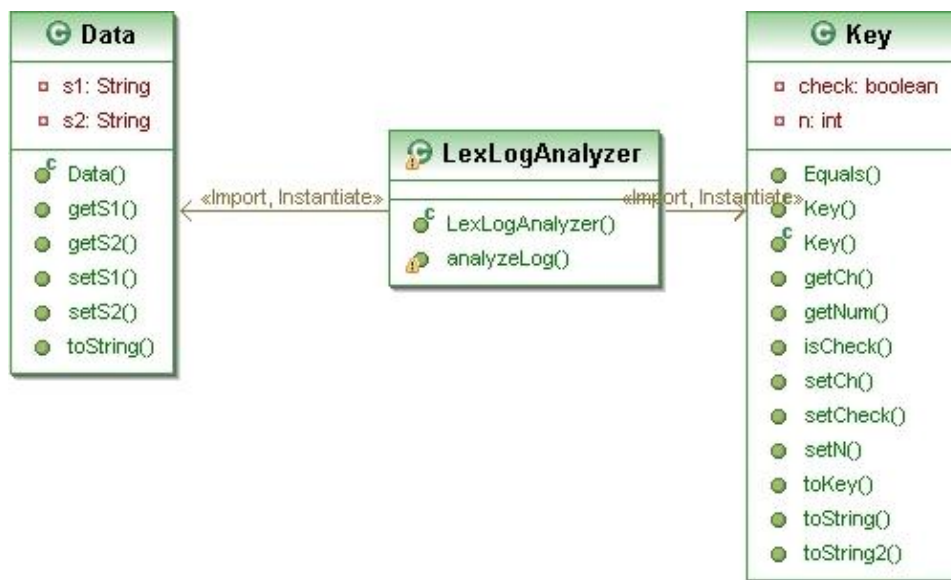 Data
s1: String
s2: String
Data()
getS1()
getS2()
setS1()
setS2()
toString()
«Import, Instantiate»
LexLogAnalyzer
LexLogAnalyzer()
analyzeLog()
«Import, Instantiate»
Key
check: boolean
n: int
Equals()
Key()
Key()
getCh()
getNum()
isCheck()
setCh()
setCheck()
setN()
toKey()
toString()
toString2()